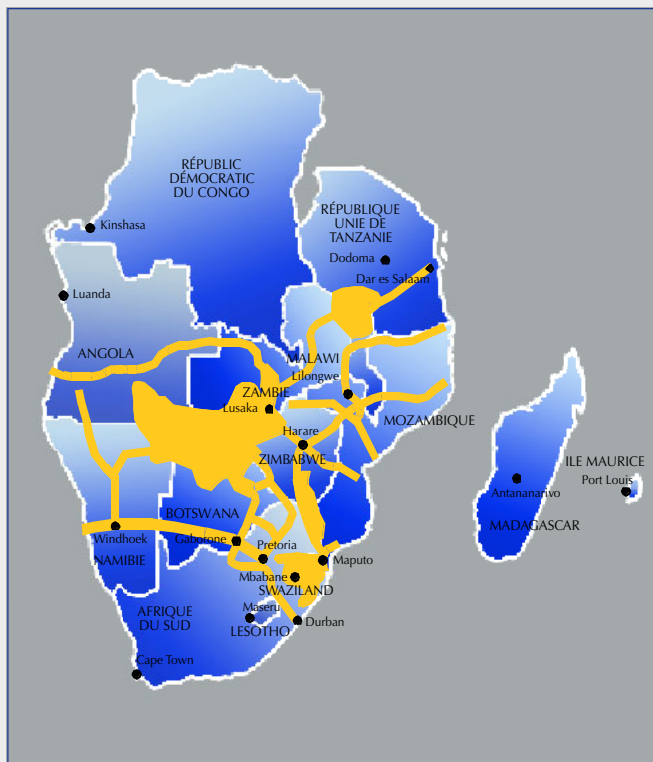 RÉPUBLIC
DÉMOCRATIC
DU CONGO
Kinshasa
RÉPUBLIQUE
UNIE DE
TANZANIE
Dodoma
Dar es Salaam
Luanda
ANGOLA
MALAWI
Lilongwe
ZAMBIE
Lusaka
MOZAMBIQUE
Harare
ZIMBABWE
ILE MAURICE
Port Louis
Antananarivo
MADAGASCAR
BOTSWANA
Windhoek
Gaborone
Pretoria
NAMIBIE
Maputo
Mbabane
SWAZILAND
AFRIQUE
DU SUD
Maseru
LESOTHO
Durban
Cape Town